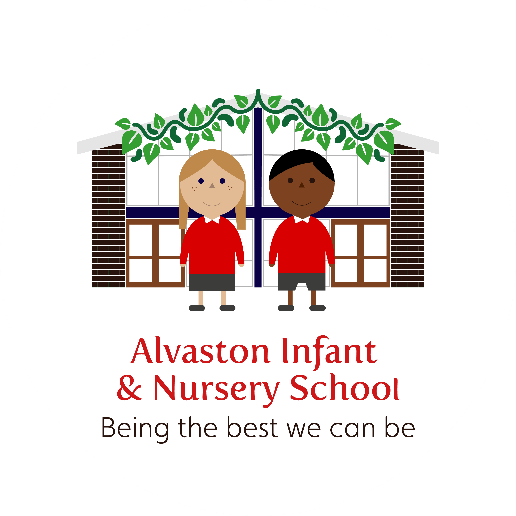 Alvaston Infant
& Nursery School
Being the best we can be